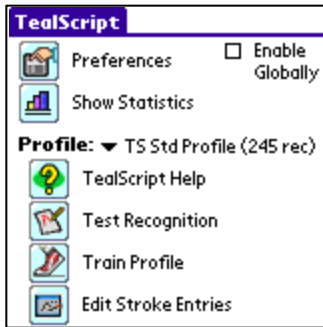 TealScript
Preferences
Enable
Globally
Show Statistics
Profile: TS Std Profile (245 rec)
TealScript Help
Test Recognition
Train Profile
Edit Stroke Entries